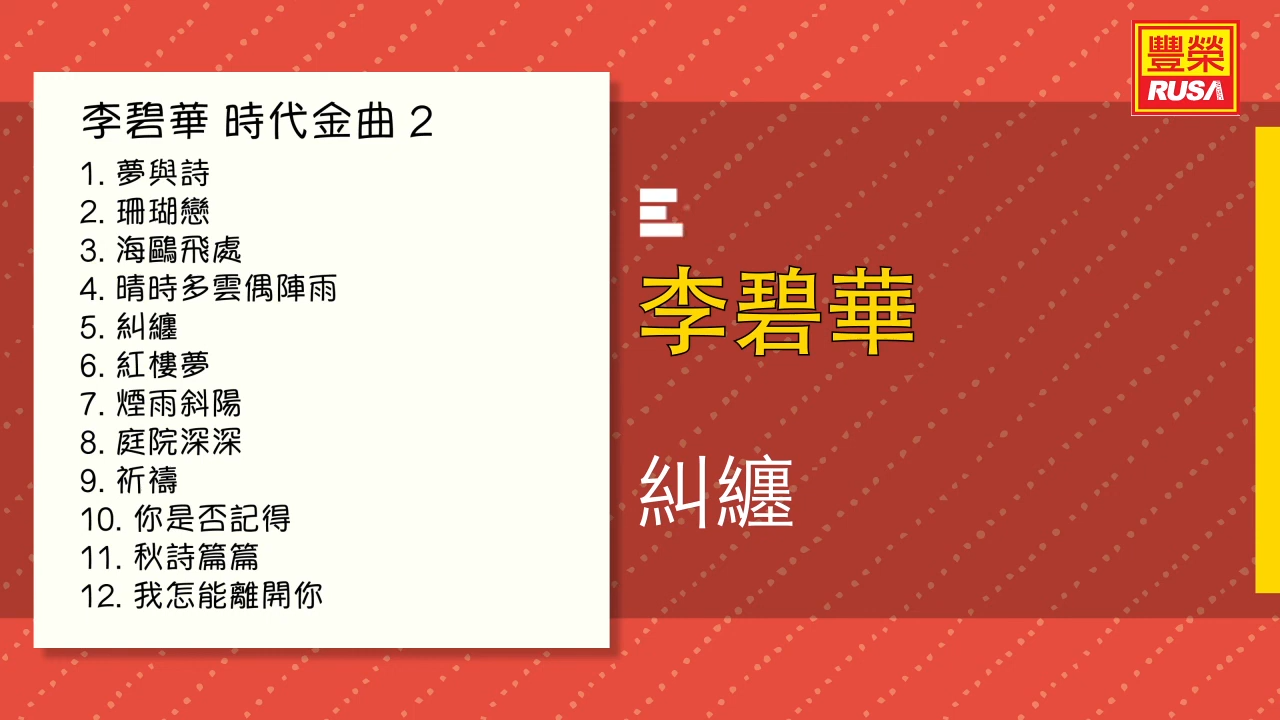 李碧華 時代金曲 2
1. 夢與詩
2. 珊瑚戀
3. 海鷗飛處
4. 晴時多雲偶陣雨
5. 糾纏
6. 紅樓夢
7. 煙雨斜陽
8. 庭院深深
9. 祈禱
10. 你是否記得
11. 秋詩篇篇
12. 我怎能離開你
豐榮
RUSA
李碧華
糾纏